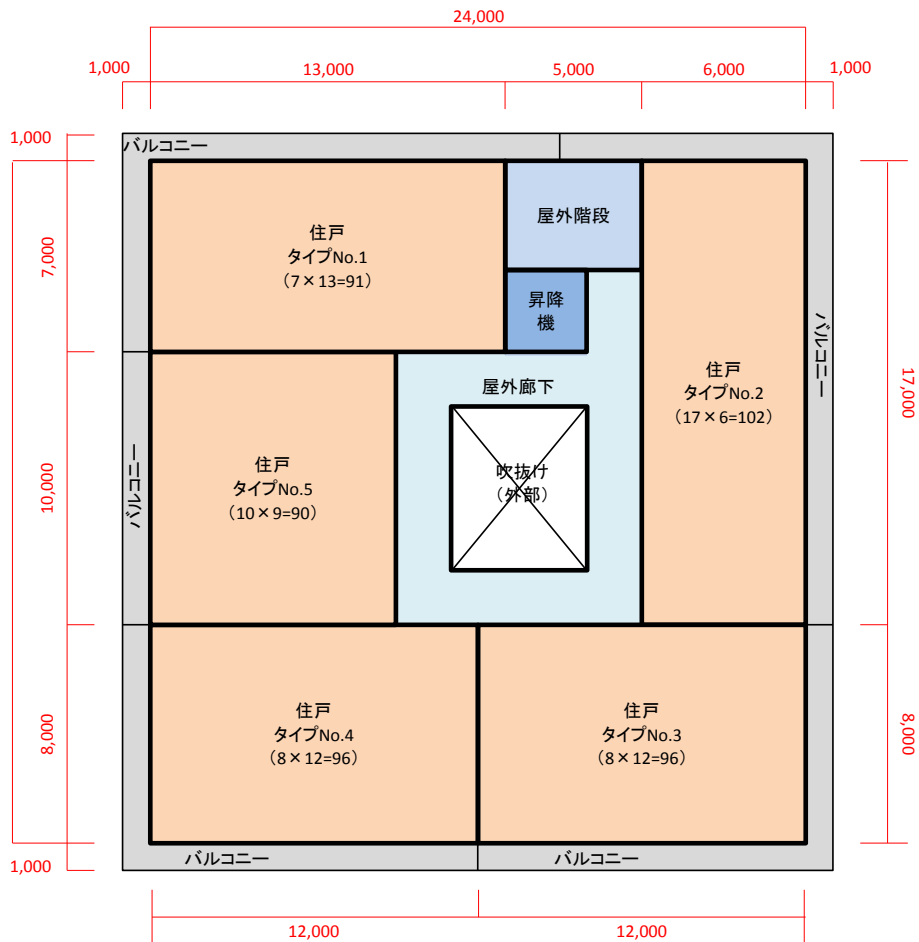 24,000
1,000
13,000
5,000
6,000
1,000
1,000
バルコニー
住戸
タイプNo.1
（7×13=91）
屋外階段
昇降
機
7,000
住戸
タイプNo.2
（17×6=102）
バルコニー
17,000
屋外廊下
吹抜け
（外部）
10,000
バルコニー
住戸
タイプNo.5
（10×9=90）
住戸
タイプNo.4
（8×12=96）
住戸
タイプNo.3
（8×12=96）
8,000
8,000
1,000
バルコニー
バルコニー
12,000
12,000